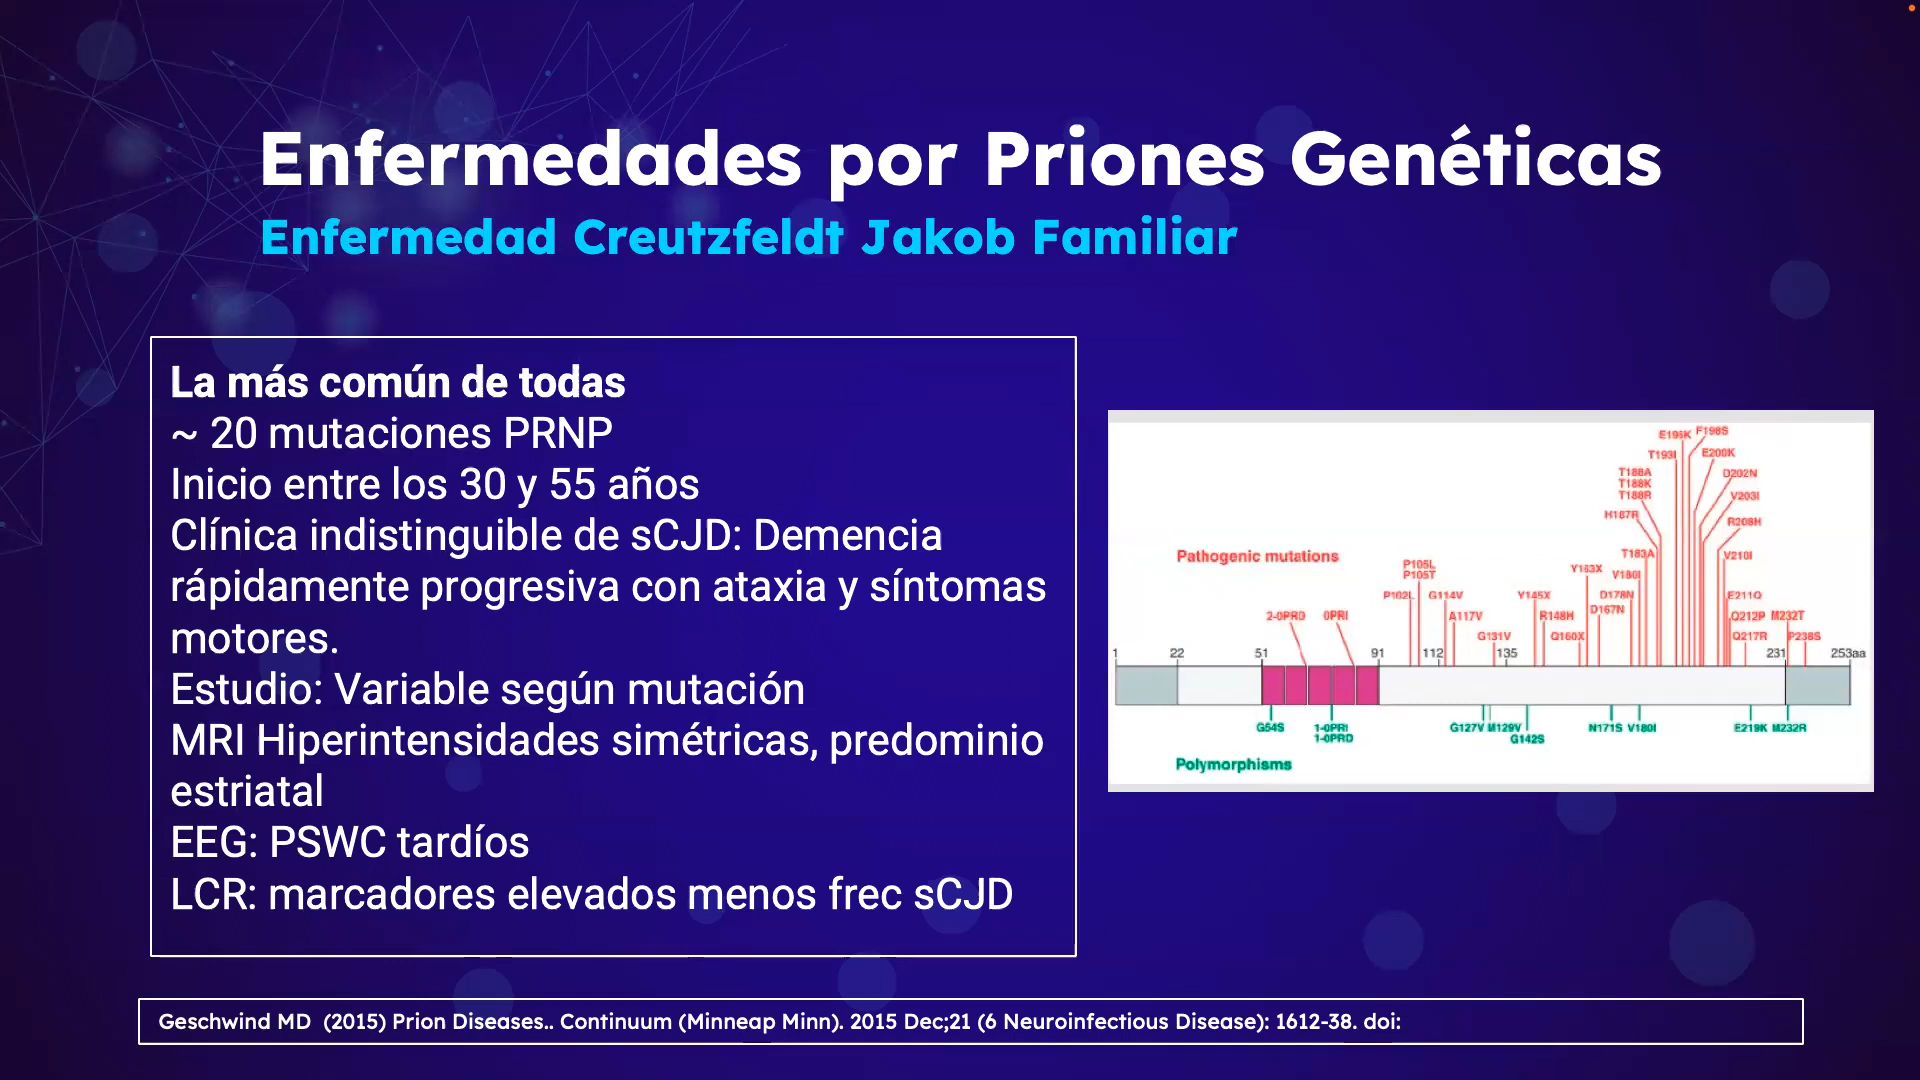 Enfermedades por Priones Genéticas
Enfermedad Creutzfeldt Jakob Familiar
La más común de todas
~ 20 mutaciones PRNP
Inicio entre los 30 y 55 años
Clínica indistinguible de sCJD: Demencia
rápidamente progresiva con ataxia y síntomas
motores.
Estudio: Variable según mutación
MRI Hiperintensidades simétricas, predominio
estriatal
EEG: PSWC tardíos
LCR: marcadores elevados menos frec sCJD
E196K F198S
T193I E200K
T188A D202N
T188K
T188R V203I
H187R R208H
T183A V210I
Pathogenic mutations
P105L
P105T Y163X V180I
P102L G114V Y145X D178N E211Q
2-0PRD 0PRI A117V R148H D167N Q212P M232T
G131V Q160X Q217R P238S
1 22 51 91 112 135 231 253aa
G54S 1-0PRI G127V M129V N171S V180I E219K M232R
1-0PRD G142S
Polymorphisms
Geschwind MD (2015) Prion Diseases.. Continuum (Minneap Minn). 2015 Dec;21 (6 Neuroinfectious Disease): 1612-38. doi: